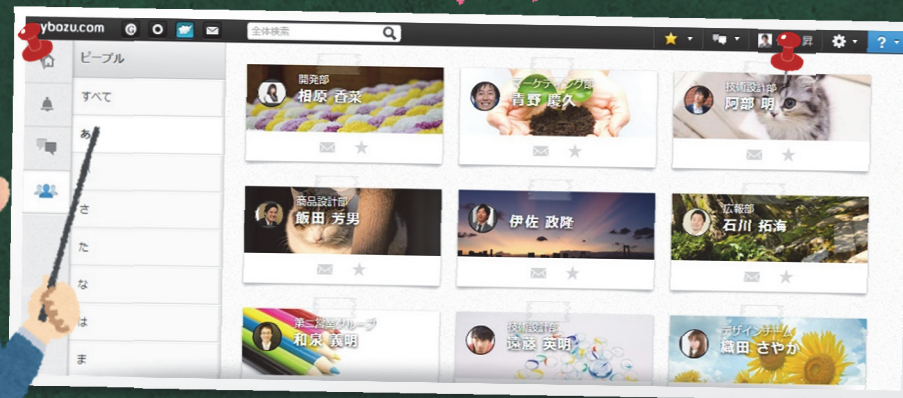 ybozu.com
全体検索
昇
?
ピープル
すべて
あ
さ
た
な
は
ま
開発部
相原 香菜
マーケティング部
青野 慶久
技術設計部
阿部 明
商品設計部
飯田 芳男
伊佐 政隆
広報部
石川 拓海
第二営業グループ
和泉 義明
技術設計部
遠藤 英明
デザインチーム
織田 さやか